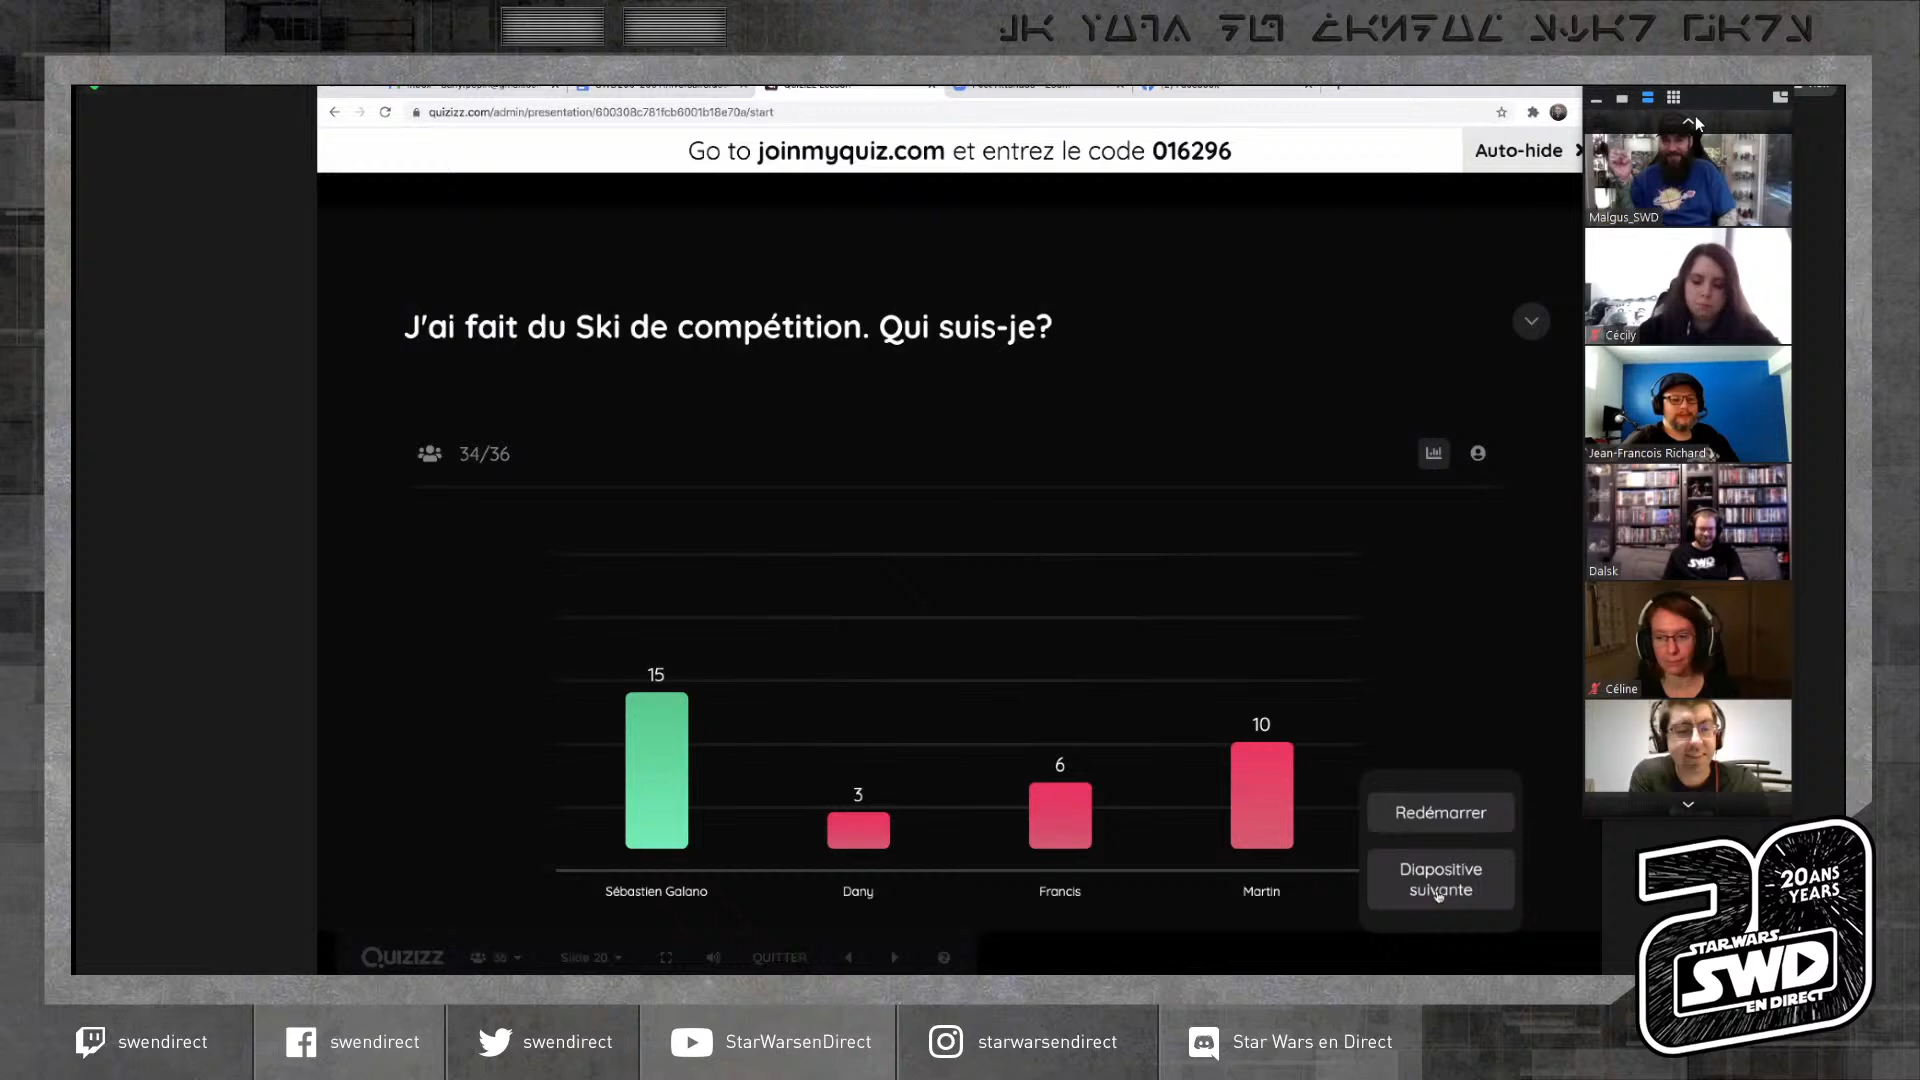 quizizz.com/admin/presentation/600308c781fcb6001b18e70a/start
Go to joinmyquiz.com et entrez le code 016296
Auto-hide
Malgus_SWD
J'ai fait du Ski de compétition. Qui suis-je?
Cécily
34/36
Jean-Francois Richard
SWD
Dalsk
15
3
6
10
Céline
Redémarrer
Diapositive
suivante
Sébastien Galano
Dany
Francis
Martin
QUIZIZZ
Slide 20
QUITTER
20 ANS
YEARS
STAR WARS
SWD
EN DIRECT
swendirect
swendirect
swendirect
StarWarsenDirect
starwarsendirect
Star Wars en Direct